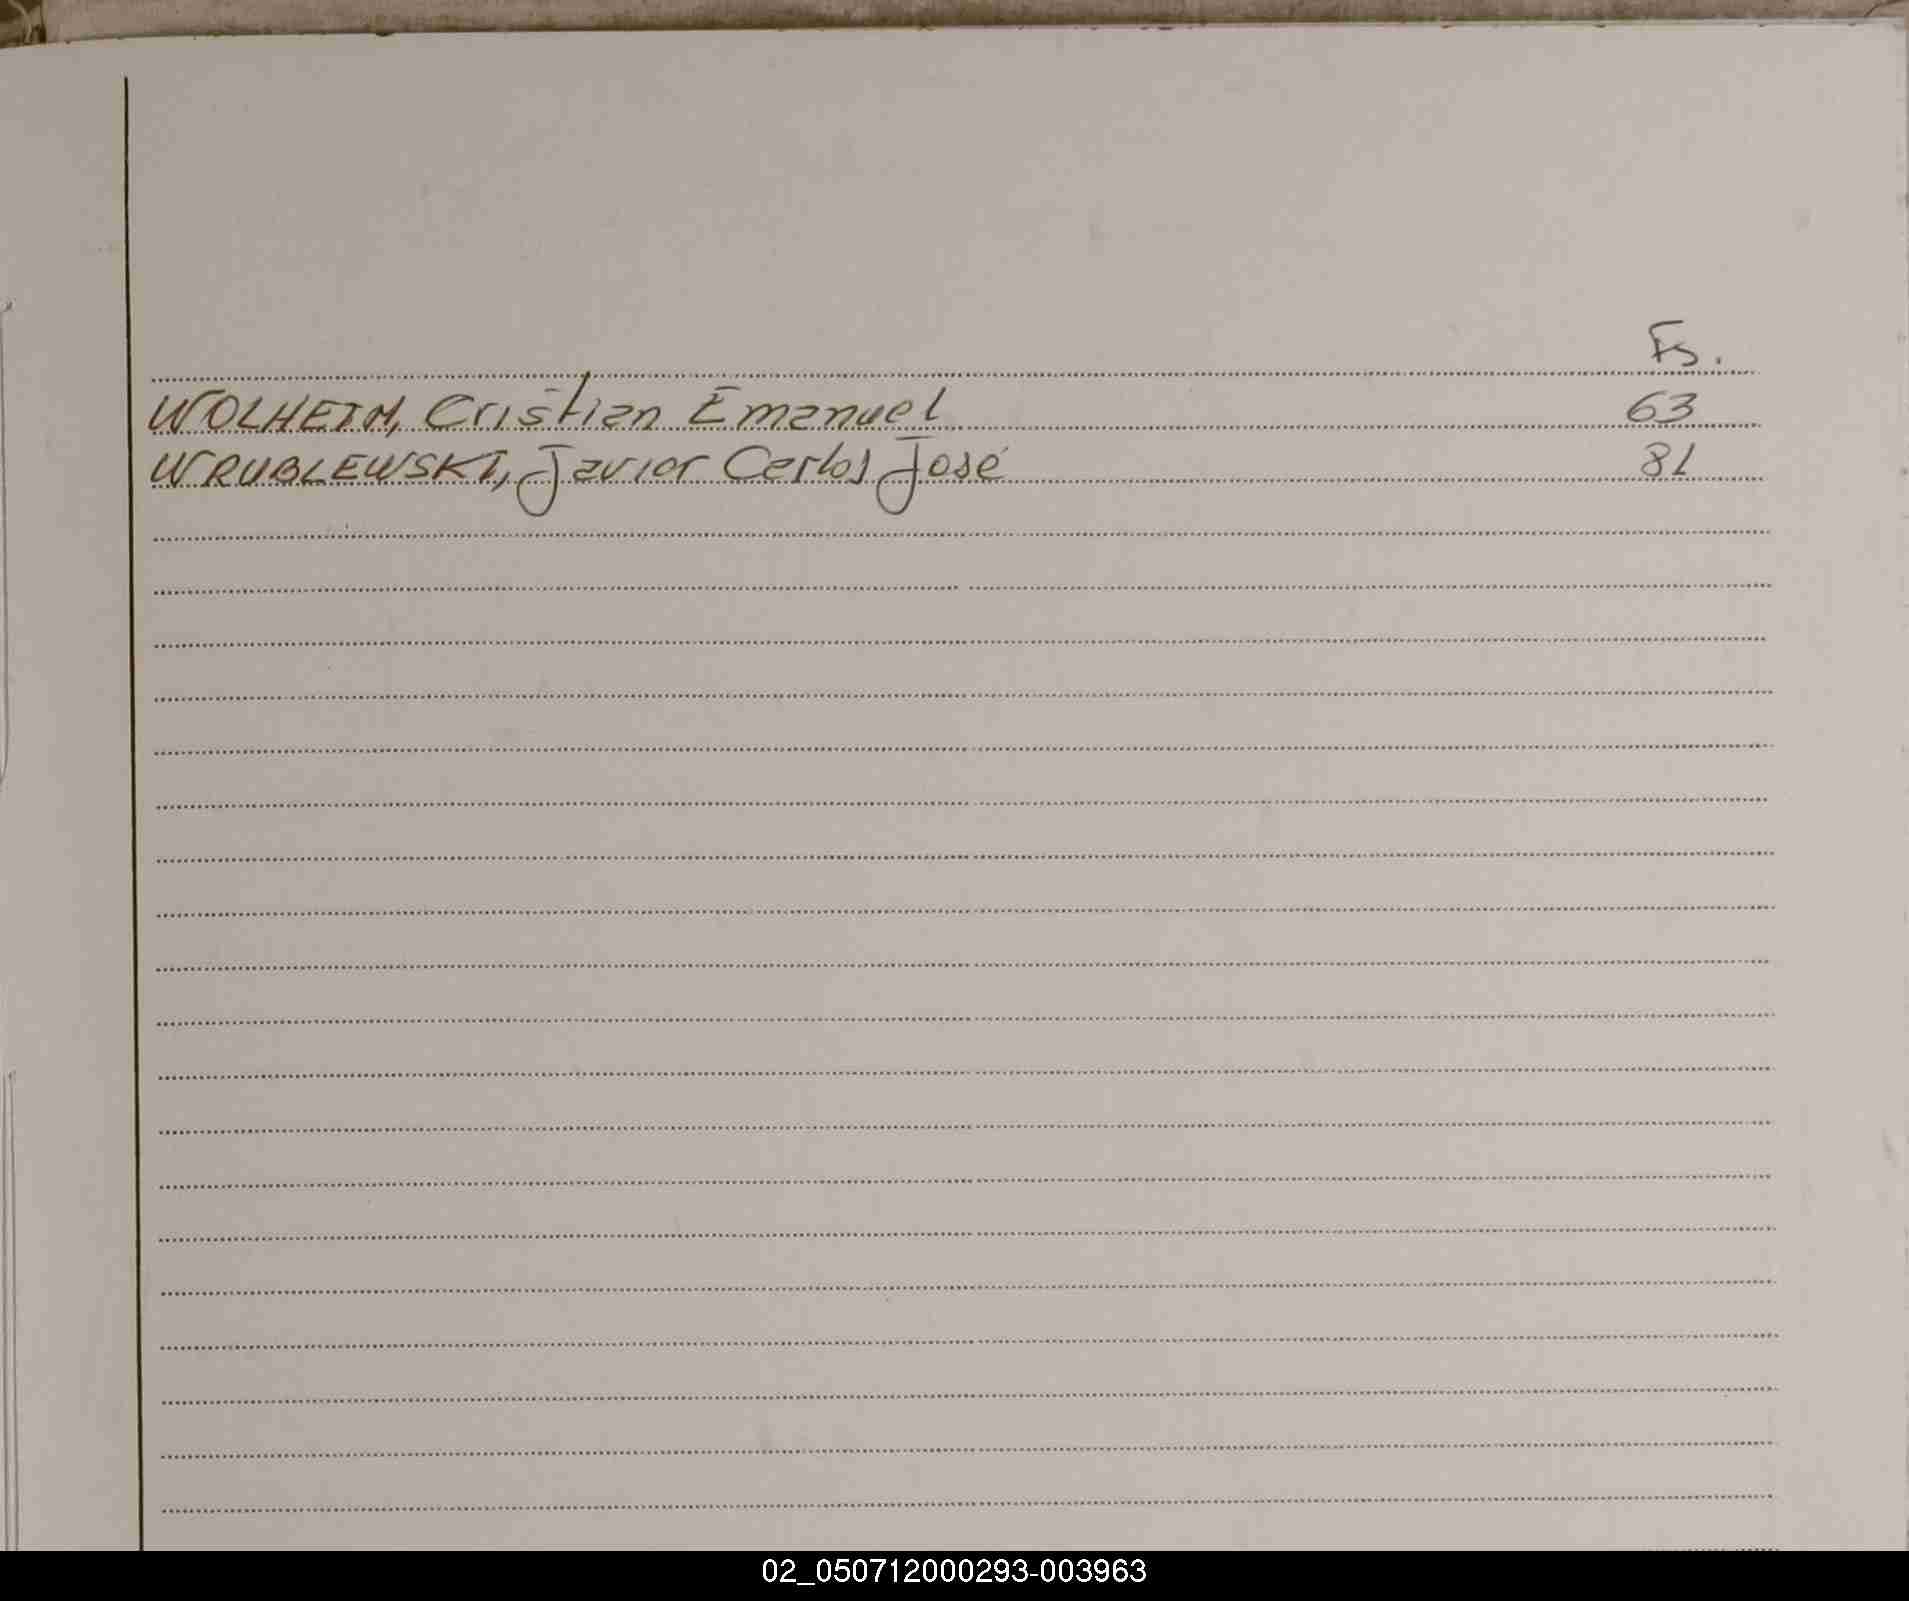 Fs.
WOLHEIM, Cristian Emanuel 63
WRUBLEWSKI, Javier Carlos José 81
02_050712000293-003963